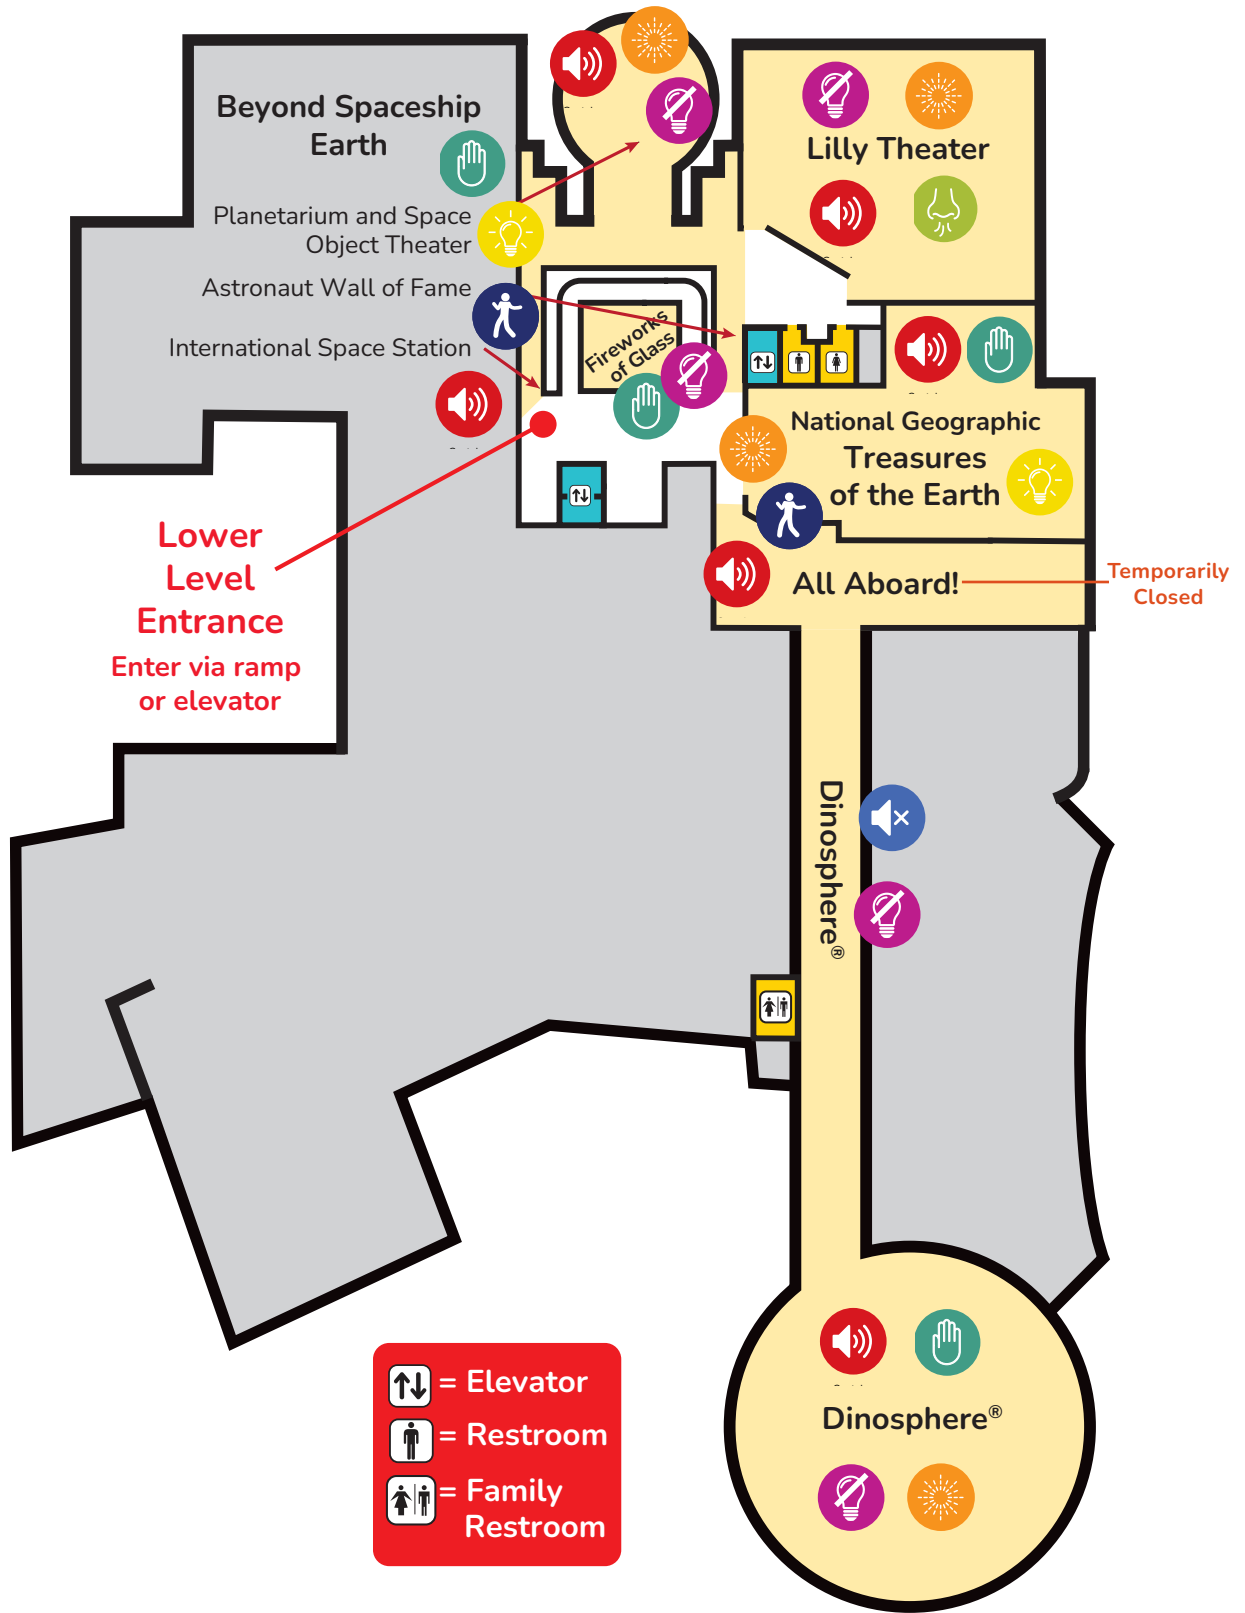 Beyond Spaceship
Earth
Planetarium and Space
Object Theater
Astronaut Wall of Fame
International Space Station
Lilly Theater
Fireworks
of Glass
National Geographic
Treasures
of the Earth
All Aboard!
Temporarily
Closed
Lower
Level
Entrance
Enter via ramp
or elevator
Dinosphere®
Dinosphere®
= Elevator
= Restroom
= Family
Restroom